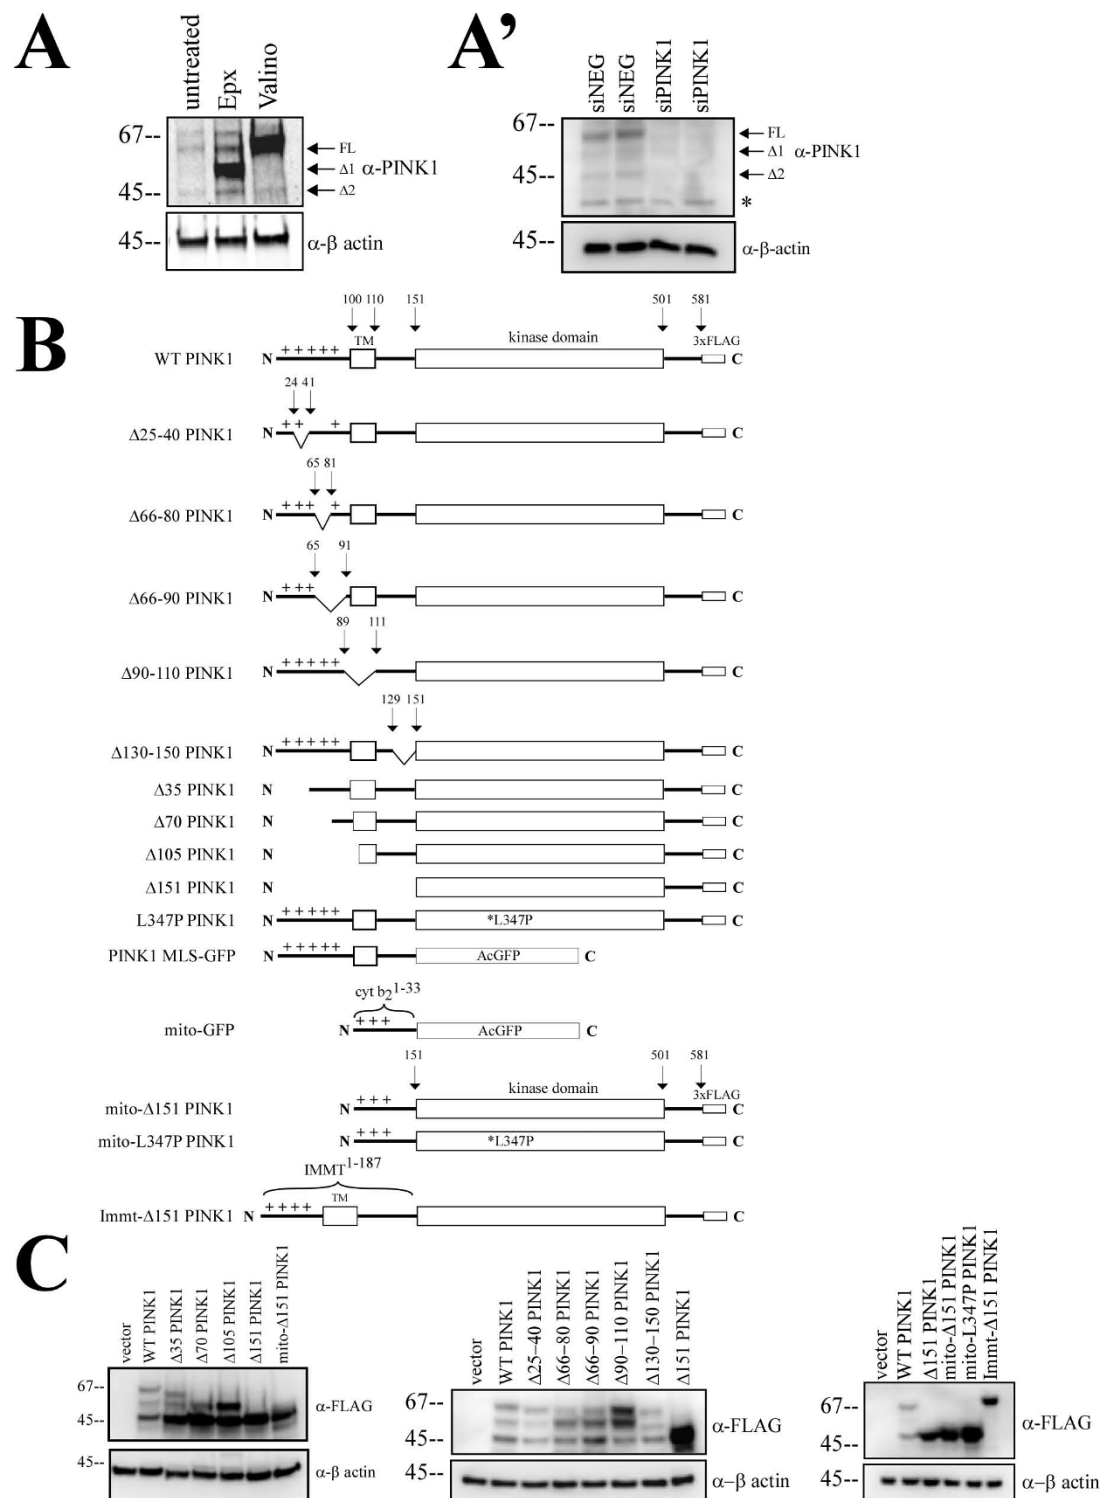 A
untreated
Epx
Valino
67--
45--
FL
Δ1 α-PINK1
Δ2
45--
α-β actin
A’
siNEG
siNEG
siPINK1
siPINK1
67--
45--
FL
Δ1 α-PINK1
Δ2
*
45--
α-β-actin
B
100 110 151 501 581
TM kinase domain 3xFLAG
WT PINK1 N +++++ C
24 41
Δ25-40 PINK1 N ++ + C
65 81
Δ66-80 PINK1 N +++ + C
65 91
Δ66-90 PINK1 N +++ C
89 111
Δ90-110 PINK1 N +++++ C
129 151
Δ130-150 PINK1 N +++++ C
Δ35 PINK1 N C
Δ70 PINK1 N C
Δ105 PINK1 N C
Δ151 PINK1 N C
L347P PINK1 N +++++ *L347P C
PINK1 MLS-GFP N +++++ AcGFP C
cyt b2 1-33
mito-GFP N +++ AcGFP C
151 501 581
kinase domain 3xFLAG
mito-Δ151 PINK1 N +++ C
mito-L347P PINK1 N +++ *L347P C
IMMT 1-187
TM
Immt-Δ151 PINK1 N ++++ C
C
vector
WT PINK1
Δ35 PINK1
Δ70 PINK1
Δ105 PINK1
Δ151 PINK1
mito-Δ151 PINK1
67--
45--
α-FLAG
45--
α-β actin
vector
WT PINK1
Δ25–40 PINK1
Δ66–80 PINK1
Δ66–90 PINK1
Δ90–110 PINK1
Δ130–150 PINK1
Δ151 PINK1
67--
45--
α-FLAG
45--
α–β actin
vector
WT PINK1
Δ151 PINK1
mito–Δ151 PINK1
mito-L347P PINK1
Immt-Δ151 PINK1
67--
45--
α-FLAG
45--
α–β actin